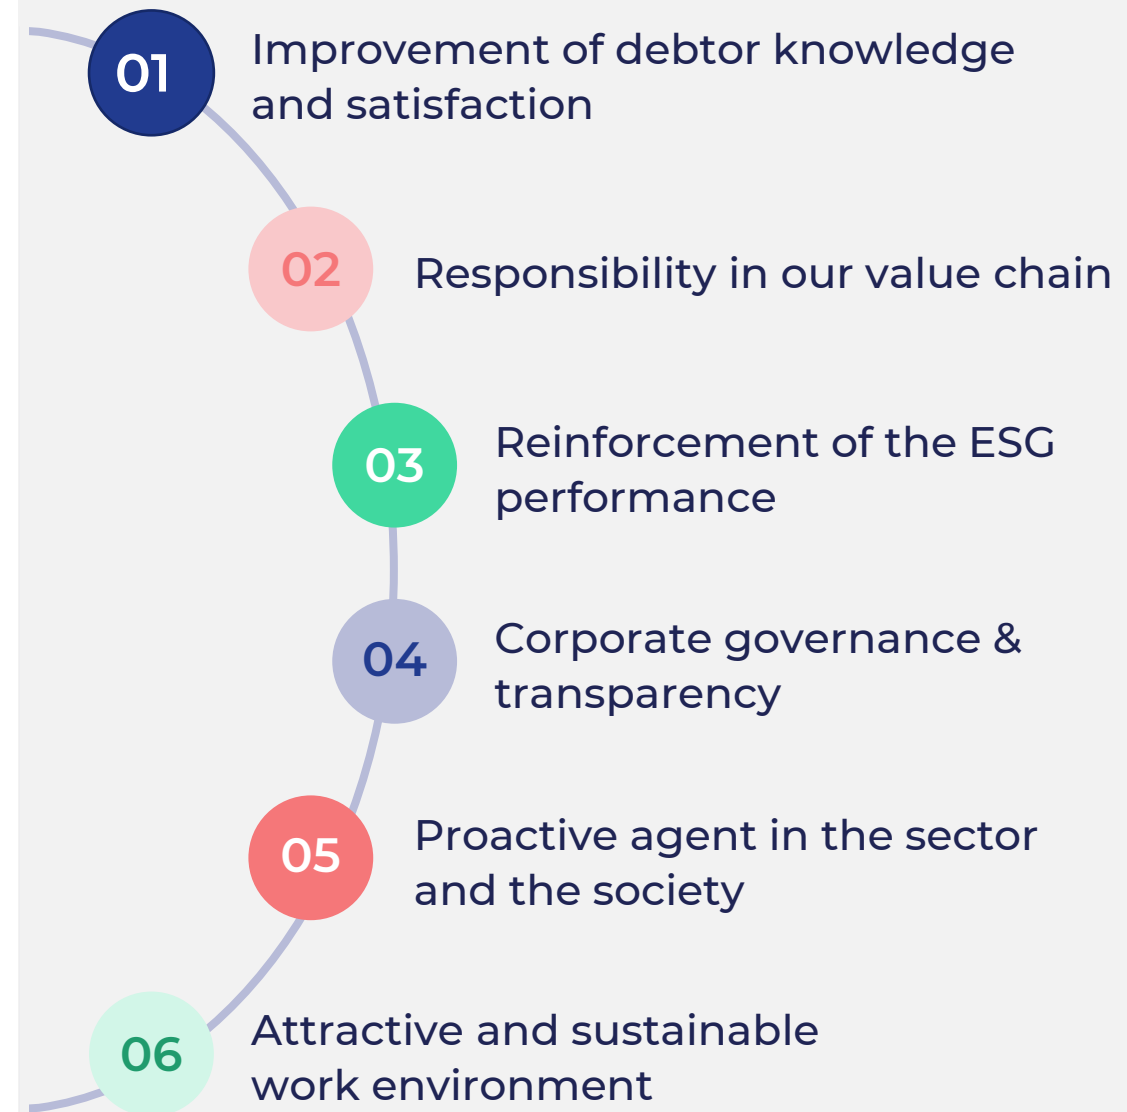 01
Improvement of debtor knowledge
and satisfaction
02
Responsibility in our value chain
03
Reinforcement of the ESG
performance
04
Corporate governance &
transparency
05
Proactive agent in the sector
and the society
06
Attractive and sustainable
work environment